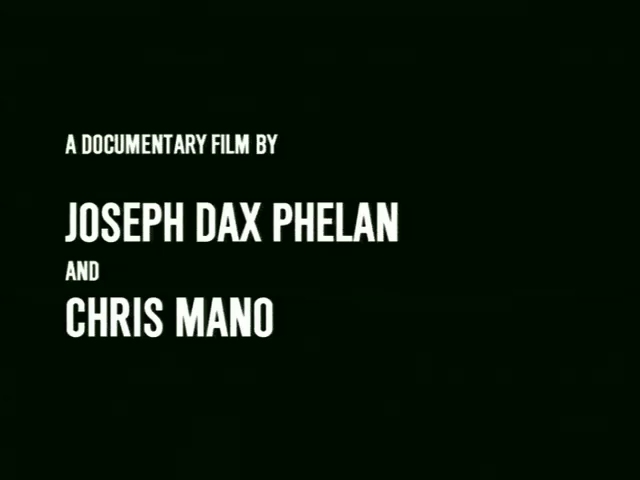 A DOCUMENTARY FILM BY
JOSEPH DAX PHELAN
AND
CHRIS MANO